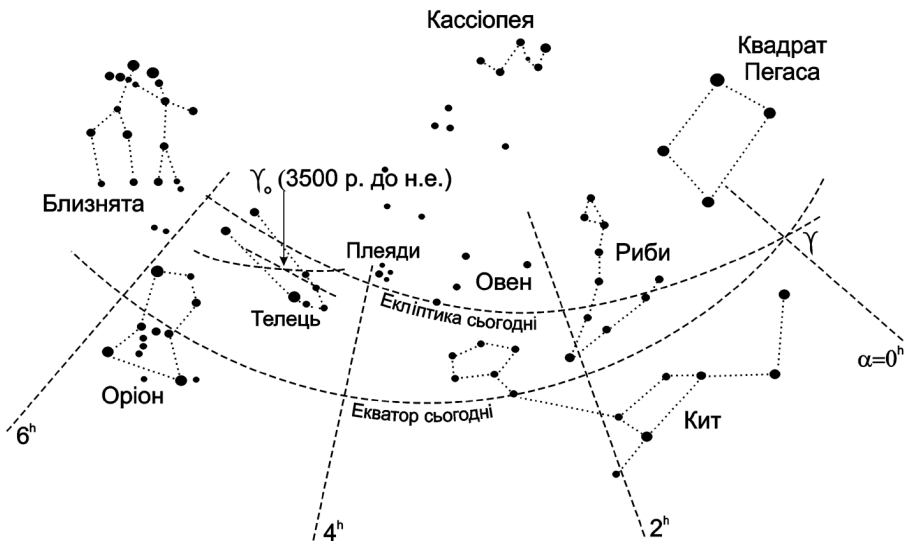 Кассіопея
Квадрат
Пегаса
Близнята
ϒₒ (3500 р. до н.е.)
Плеяди
Овен
Риби
ϒ
Телець
Екліптика сьогодні
α=0ʰ
Оріон
Екватор сьогодні
Кит
6ʰ
4ʰ
2ʰ